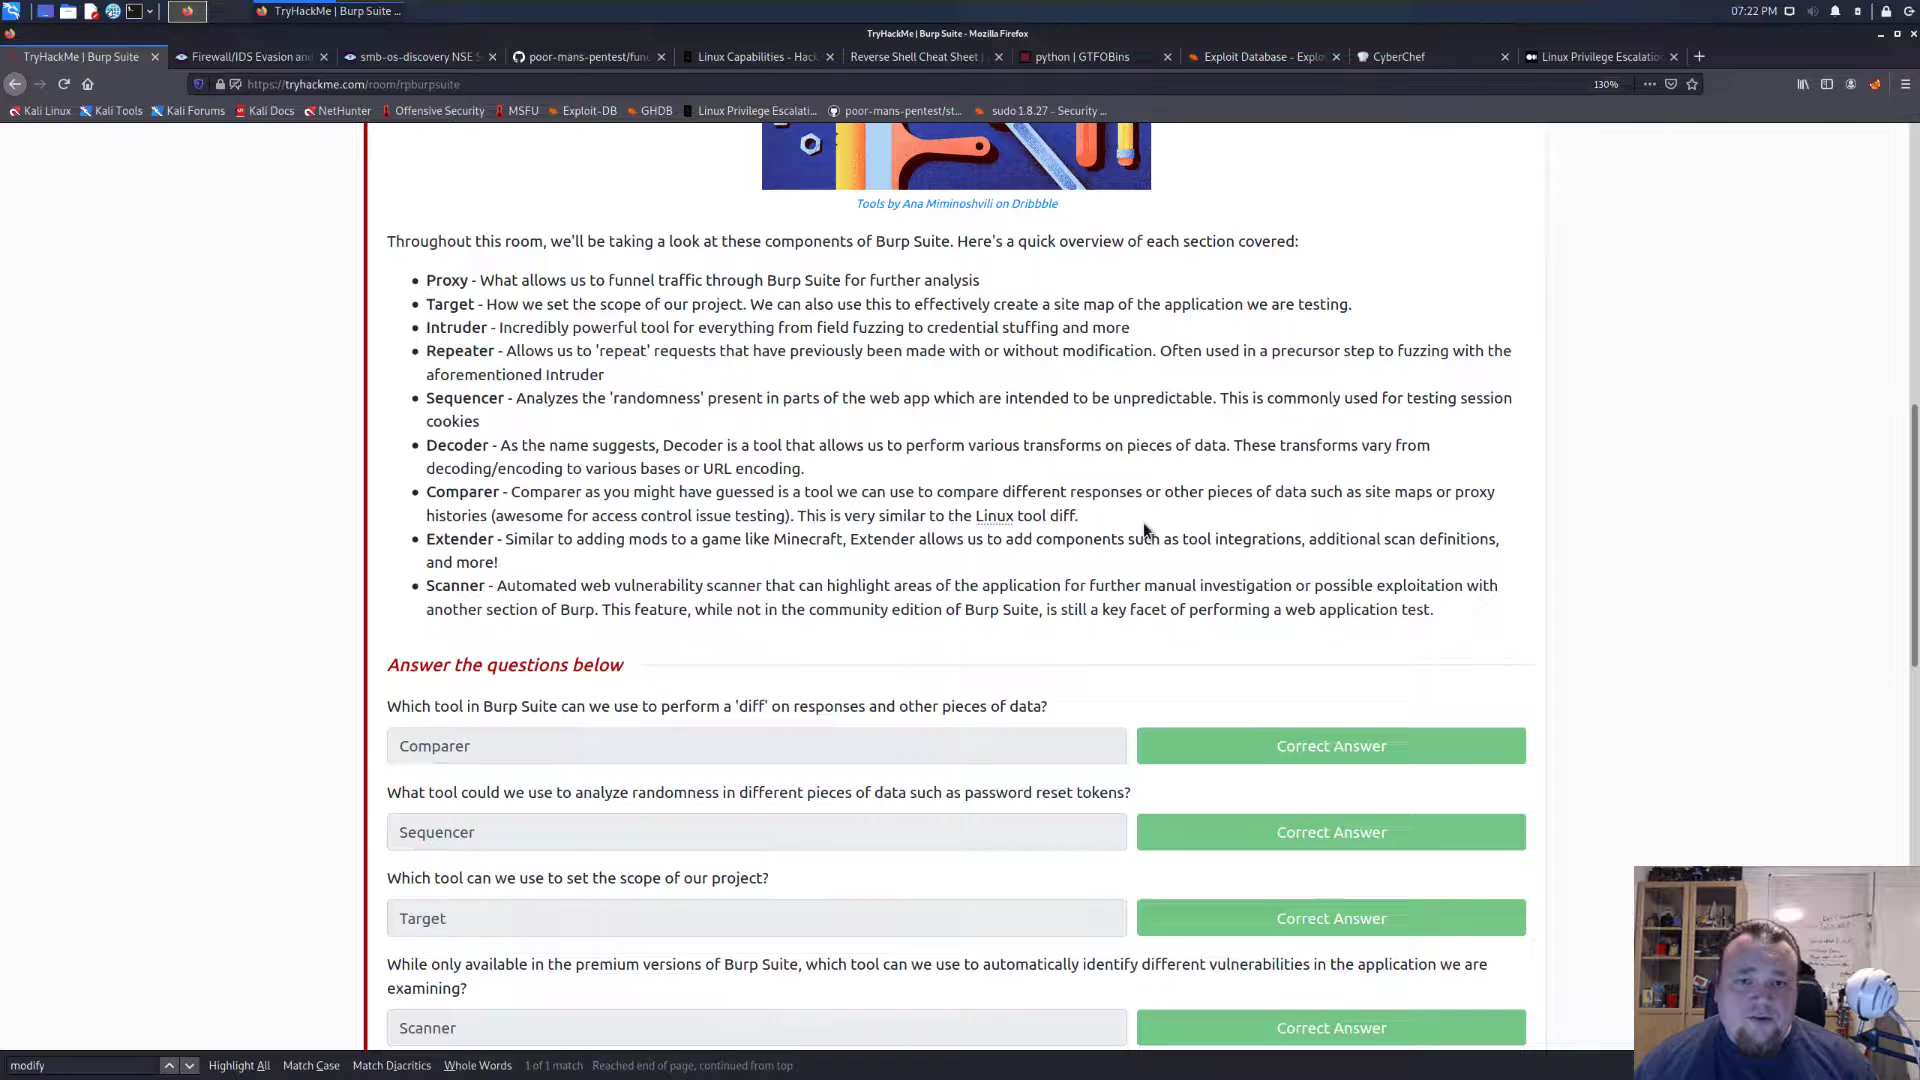 TryHackMe | Burp Suite ...
07:22 PM
TryHackMe | Burp Suite - Mozilla Firefox
TryHackMe | Burp Suite
Firewall/IDS Evasion and
smb-os-discovery NSE S
poor-mans-pentest/fun
Linux Capabilities - Hack
Reverse Shell Cheat Sheet |
python | GTFOBins
Exploit Database - Explo
CyberChef
Linux Privilege Escalatio
https://tryhackme.com/room/rpburpsuite
130%
Kali Linux
Kali Tools
Kali Forums
Kali Docs
NetHunter
Offensive Security
MSFU
Exploit-DB
GHDB
Linux Privilege Escalati...
poor-mans-pentest/st...
sudo 1.8.27 - Security ...
Tools by Ana Miminoshvili on Dribbble
Throughout this room, we'll be taking a look at these components of Burp Suite. Here's a quick overview of each section covered:
• Proxy - What allows us to funnel traffic through Burp Suite for further analysis
• Target - How we set the scope of our project. We can also use this to effectively create a site map of the application we are testing.
• Intruder - Incredibly powerful tool for everything from field fuzzing to credential stuffing and more
• Repeater - Allows us to 'repeat' requests that have previously been made with or without modification. Often used in a precursor step to fuzzing with the
aforementioned Intruder
• Sequencer - Analyzes the 'randomness' present in parts of the web app which are intended to be unpredictable. This is commonly used for testing session
cookies
• Decoder - As the name suggests, Decoder is a tool that allows us to perform various transforms on pieces of data. These transforms vary from
decoding/encoding to various bases or URL encoding.
• Comparer - Comparer as you might have guessed is a tool we can use to compare different responses or other pieces of data such as site maps or proxy
histories (awesome for access control issue testing). This is very similar to the Linux tool diff.
• Extender - Similar to adding mods to a game like Minecraft, Extender allows us to add components such as tool integrations, additional scan definitions,
and more!
• Scanner - Automated web vulnerability scanner that can highlight areas of the application for further manual investigation or possible exploitation with
another section of Burp. This feature, while not in the community edition of Burp Suite, is still a key facet of performing a web application test.
Answer the questions below
Which tool in Burp Suite can we use to perform a 'diff' on responses and other pieces of data?
Comparer
Correct Answer
What tool could we use to analyze randomness in different pieces of data such as password reset tokens?
Sequencer
Correct Answer
Which tool can we use to set the scope of our project?
Target
Correct Answer
While only available in the premium versions of Burp Suite, which tool can we use to automatically identify different vulnerabilities in the application we are
examining?
Scanner
Correct Answer
modify
Highlight All
Match Case
Match Diacritics
Whole Words
1 of 1 match
Reached end of page, continued from top